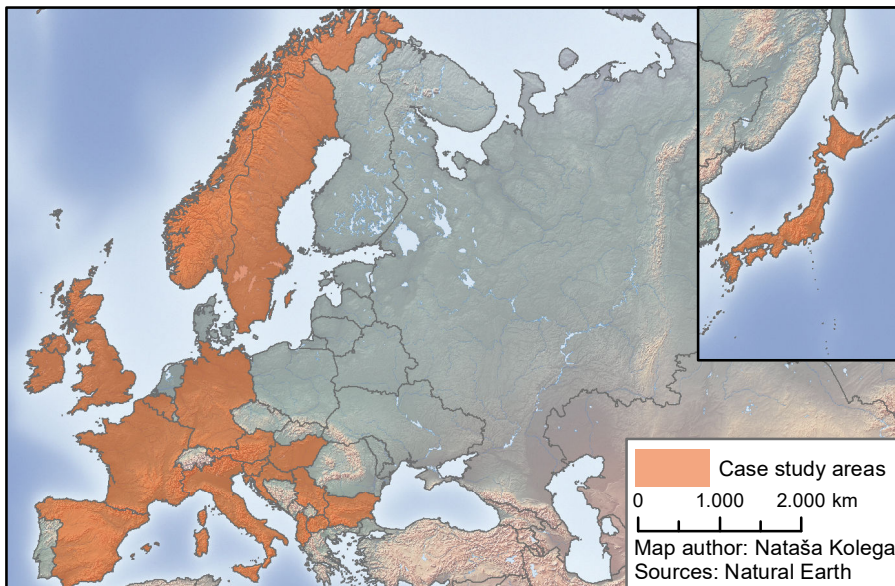 Case study areas
0 1.000 2.000 km
Map author: Nataša Kolega
Sources: Natural Earth